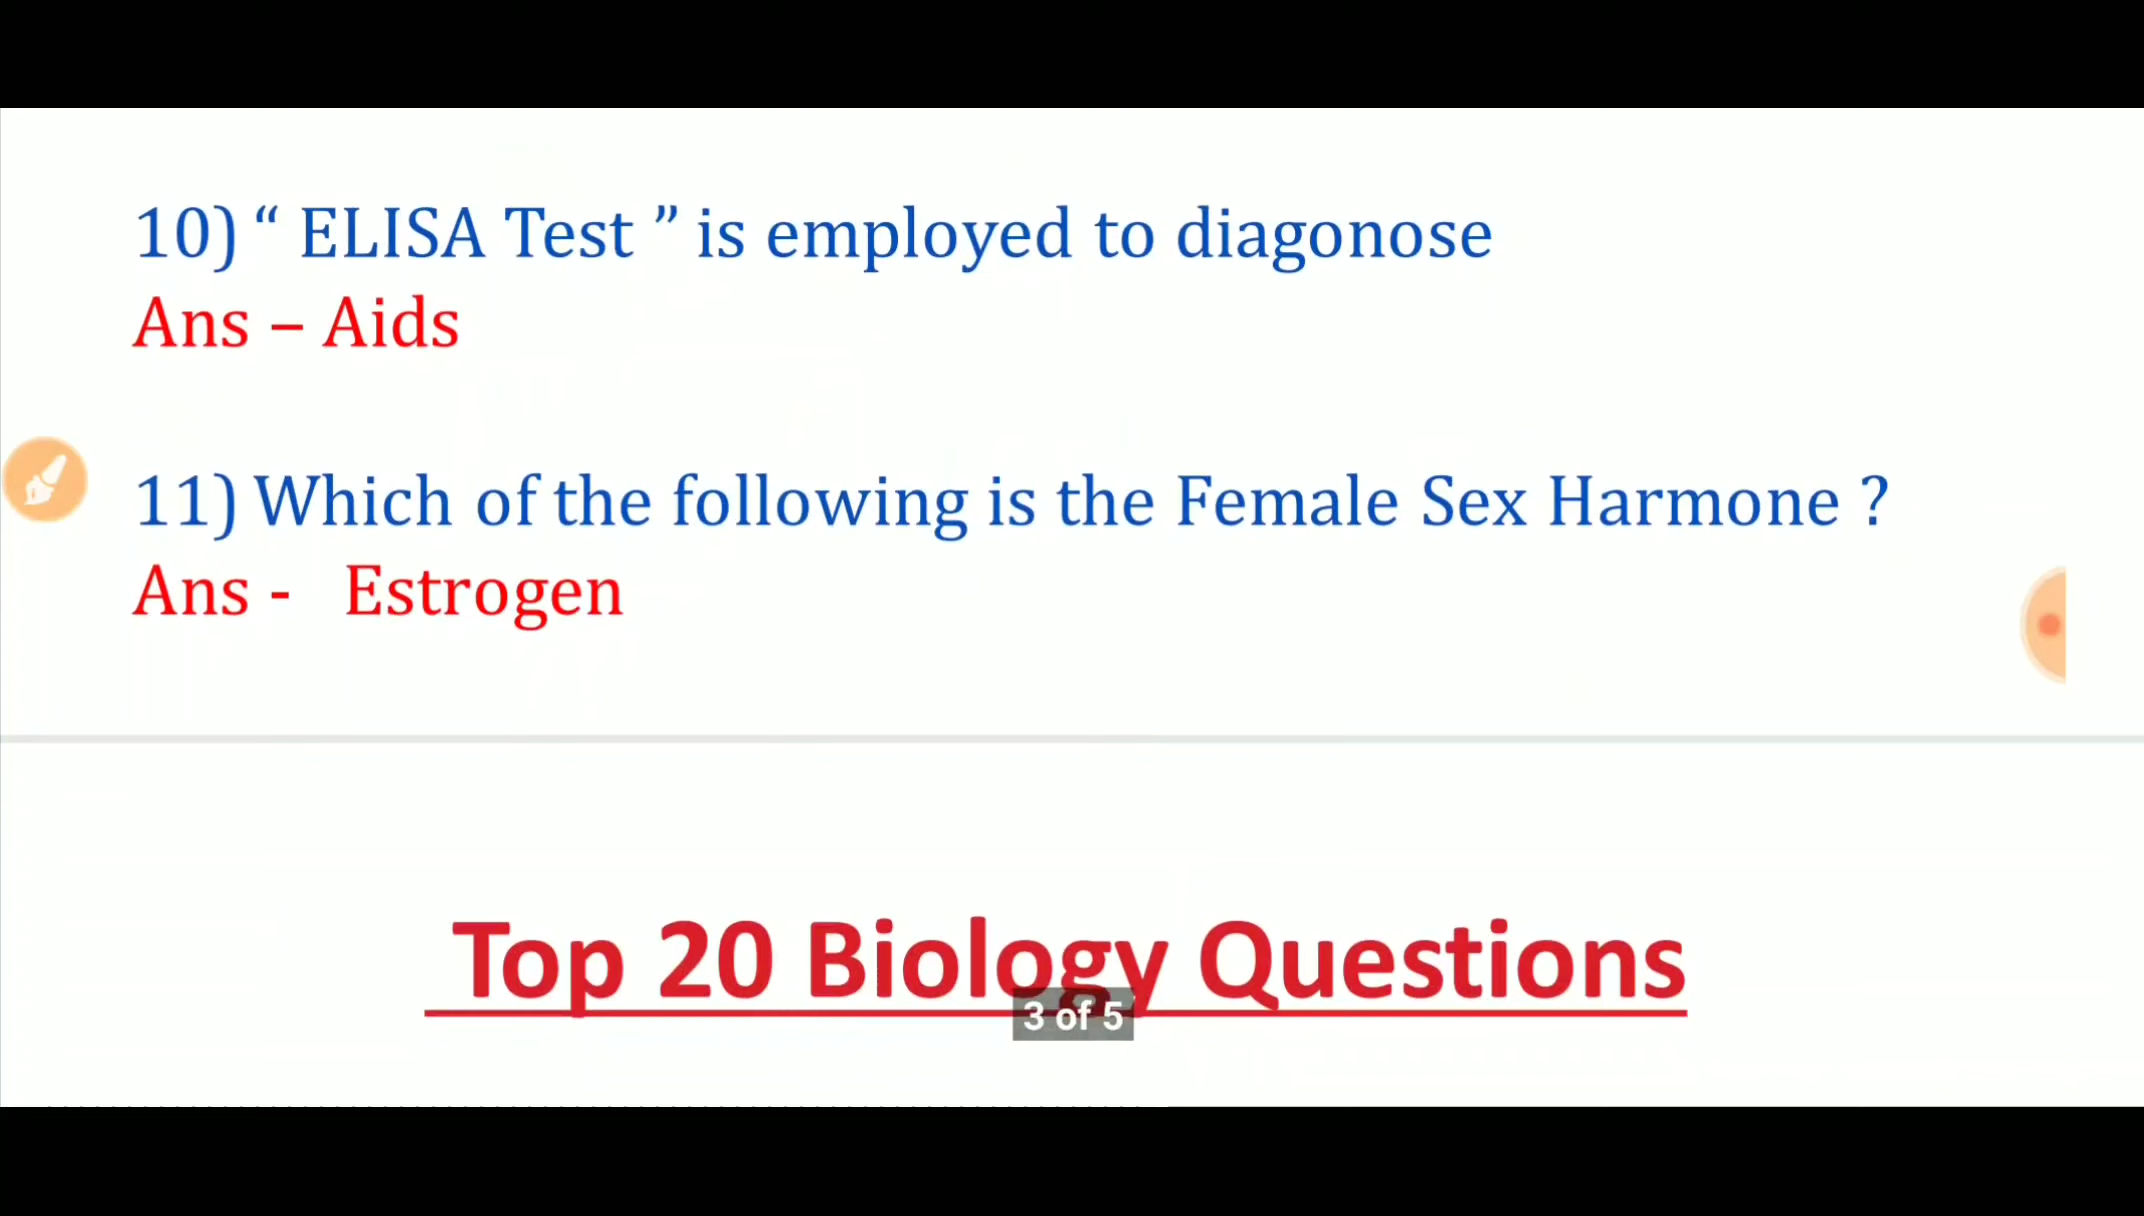 10) “ ELISA Test ” is employed to diagonose
Ans – Aids
11) Which of the following is the Female Sex Harmone ?
Ans - Estrogen
Top 20 Biology Questions
3 of 5